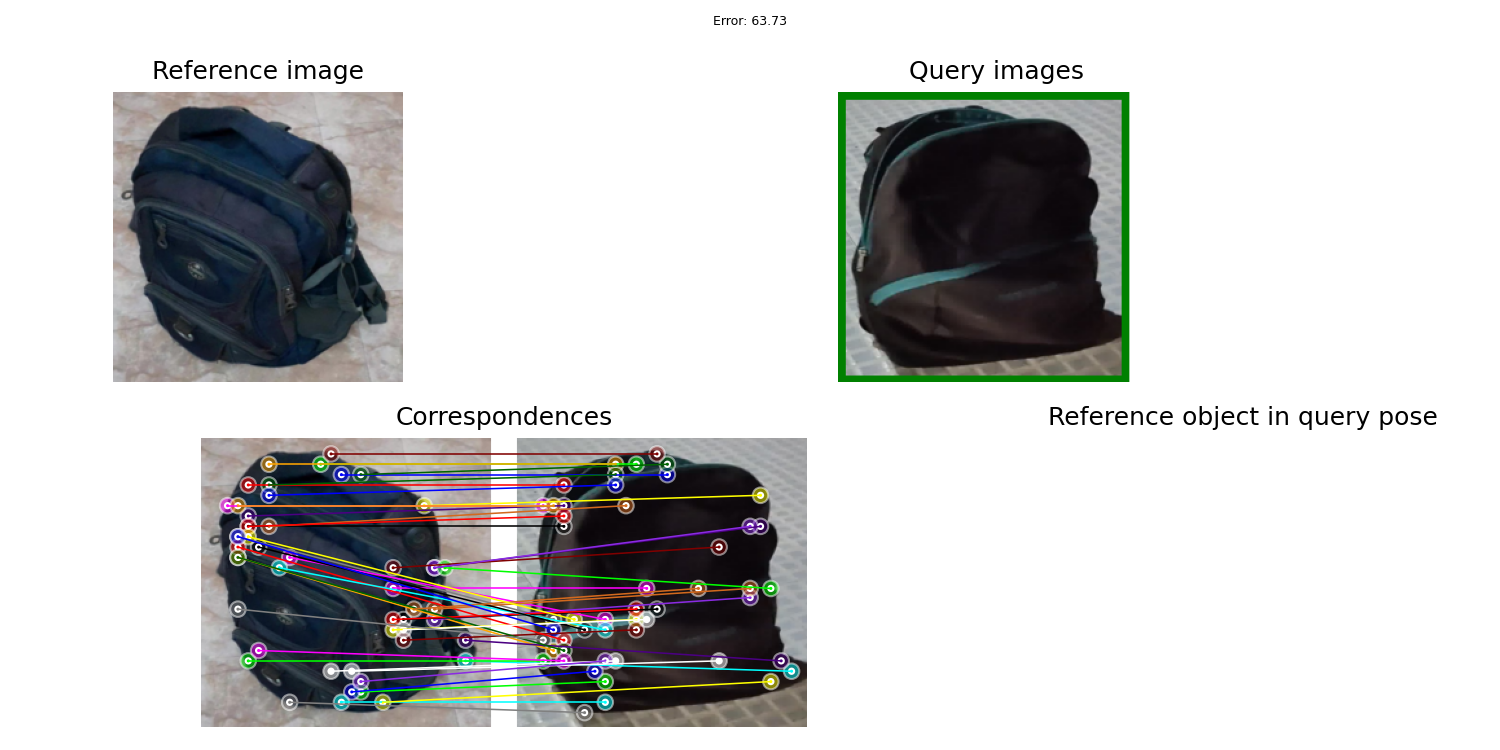 Error: 63.73
Reference image
Query images
Correspondences
Reference object in query pose